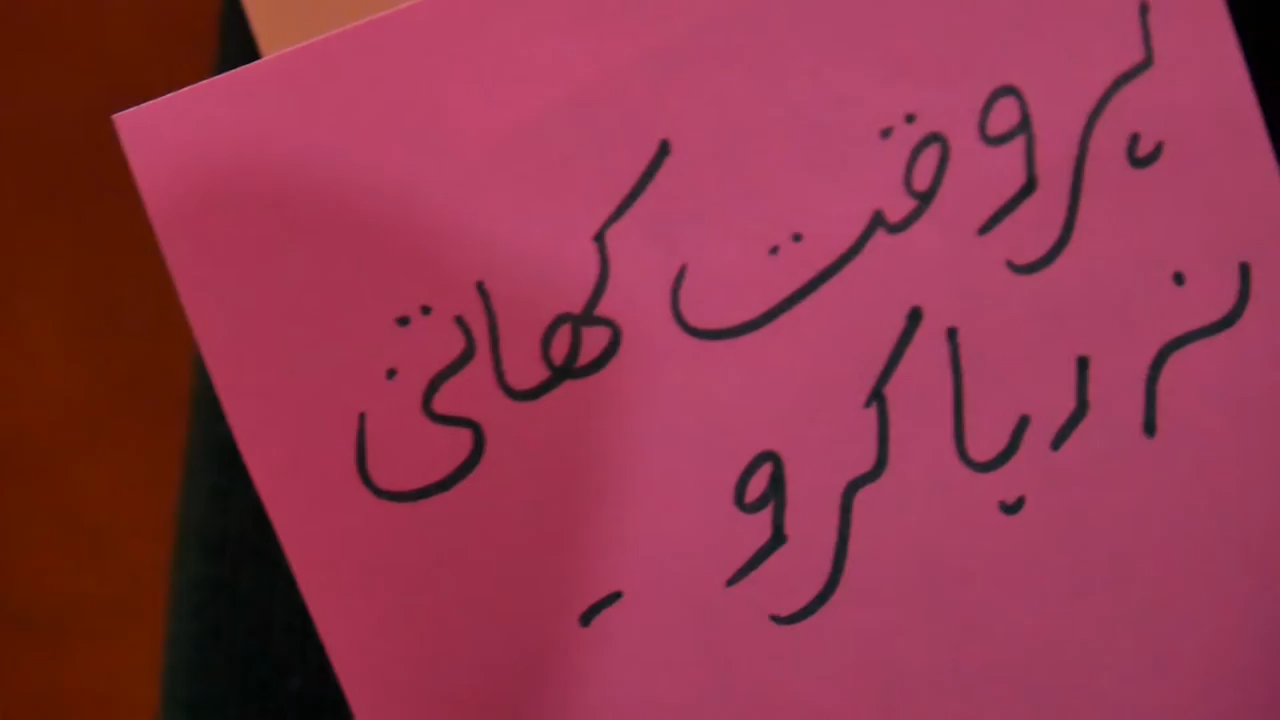 ہر وقت کھاتی
نہ رہا کرو ۔